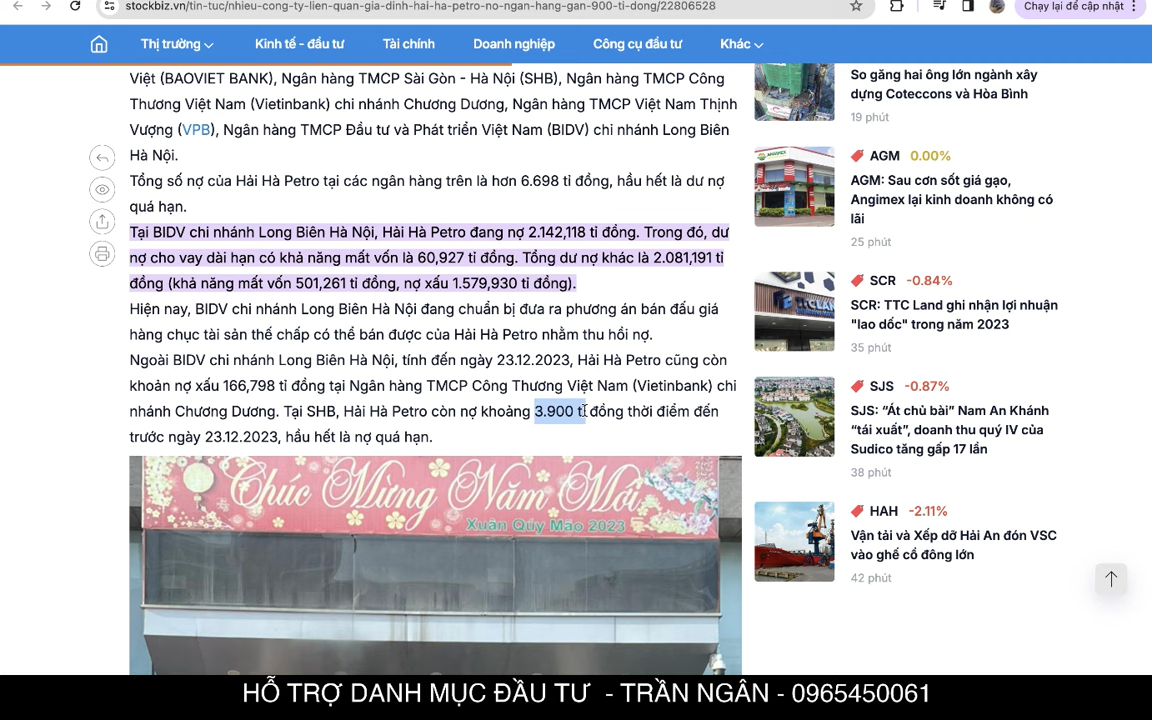 stockbiz.vn/tin-tuc/nhieu-cong-ty-lien-quan-gia-dinh-hai-ha-petro-no-ngan-hang-gan-900-ti-dong/22806528
Chạy lại để cập nhật
Thị trường
Kinh tế - đầu tư
Tài chính
Doanh nghiệp
Công cụ đầu tư
Khác
Việt (BAOVIET BANK), Ngân hàng TMCP Sài Gòn - Hà Nội (SHB), Ngân hàng TMCP Công
Thương Việt Nam (Vietinbank) chi nhánh Chương Dương, Ngân hàng TMCP Việt Nam Thịnh
Vượng (VPB), Ngân hàng TMCP Đầu tư và Phát triển Việt Nam (BIDV) chi nhánh Long Biên
Hà Nội.
Tổng số nợ của Hải Hà Petro tại các ngân hàng trên là hơn 6.698 tỉ đồng, hầu hết là dư nợ
quá hạn.
Tại BIDV chi nhánh Long Biên Hà Nội, Hải Hà Petro đang nợ 2.142,118 tỉ đồng. Trong đó, dư
nợ cho vay dài hạn có khả năng mất vốn là 60,927 tỉ đồng. Tổng dư nợ khác là 2.081,191 tỉ
đồng (khả năng mất vốn 501,261 tỉ đồng, nợ xấu 1.579,930 tỉ đồng).
Hiện nay, BIDV chi nhánh Long Biên Hà Nội đang chuẩn bị đưa ra phương án bán đấu giá
hàng chục tài sản thế chấp có thể bán được của Hải Hà Petro nhằm thu hồi nợ.
Ngoài BIDV chi nhánh Long Biên Hà Nội, tính đến ngày 23.12.2023, Hải Hà Petro cũng còn
khoản nợ xấu 166,798 tỉ đồng tại Ngân hàng TMCP Công Thương Việt Nam (Vietinbank) chi
nhánh Chương Dương. Tại SHB, Hải Hà Petro còn nợ khoảng 3.900 tỉ đồng thời điểm đến
trước ngày 23.12.2023, hầu hết là nợ quá hạn.
Chúc Mừng Năm Mới
Xuân Qúy Mão 2023
So găng hai ông lớn ngành xây
dựng Coteccons và Hòa Bình
19 phút
AGM 0.00%
AGM: Sau cơn sốt giá gạo,
Angimex lại kinh doanh không có
lãi
25 phút
SCR -0.84%
SCR: TTC Land ghi nhận lợi nhuận
"lao dốc" trong năm 2023
35 phút
SJS -0.87%
SJS: “Át chủ bài” Nam An Khánh
“tái xuất”, doanh thu quý IV của
Sudico tăng gấp 17 lần
38 phút
HAH -2.11%
Vận tải và Xếp dỡ Hải An đón VSC
vào ghế cổ đông lớn
42 phút
HỖ TRỢ DANH MỤC ĐẦU TƯ - TRẦN NGÂN - 0965450061